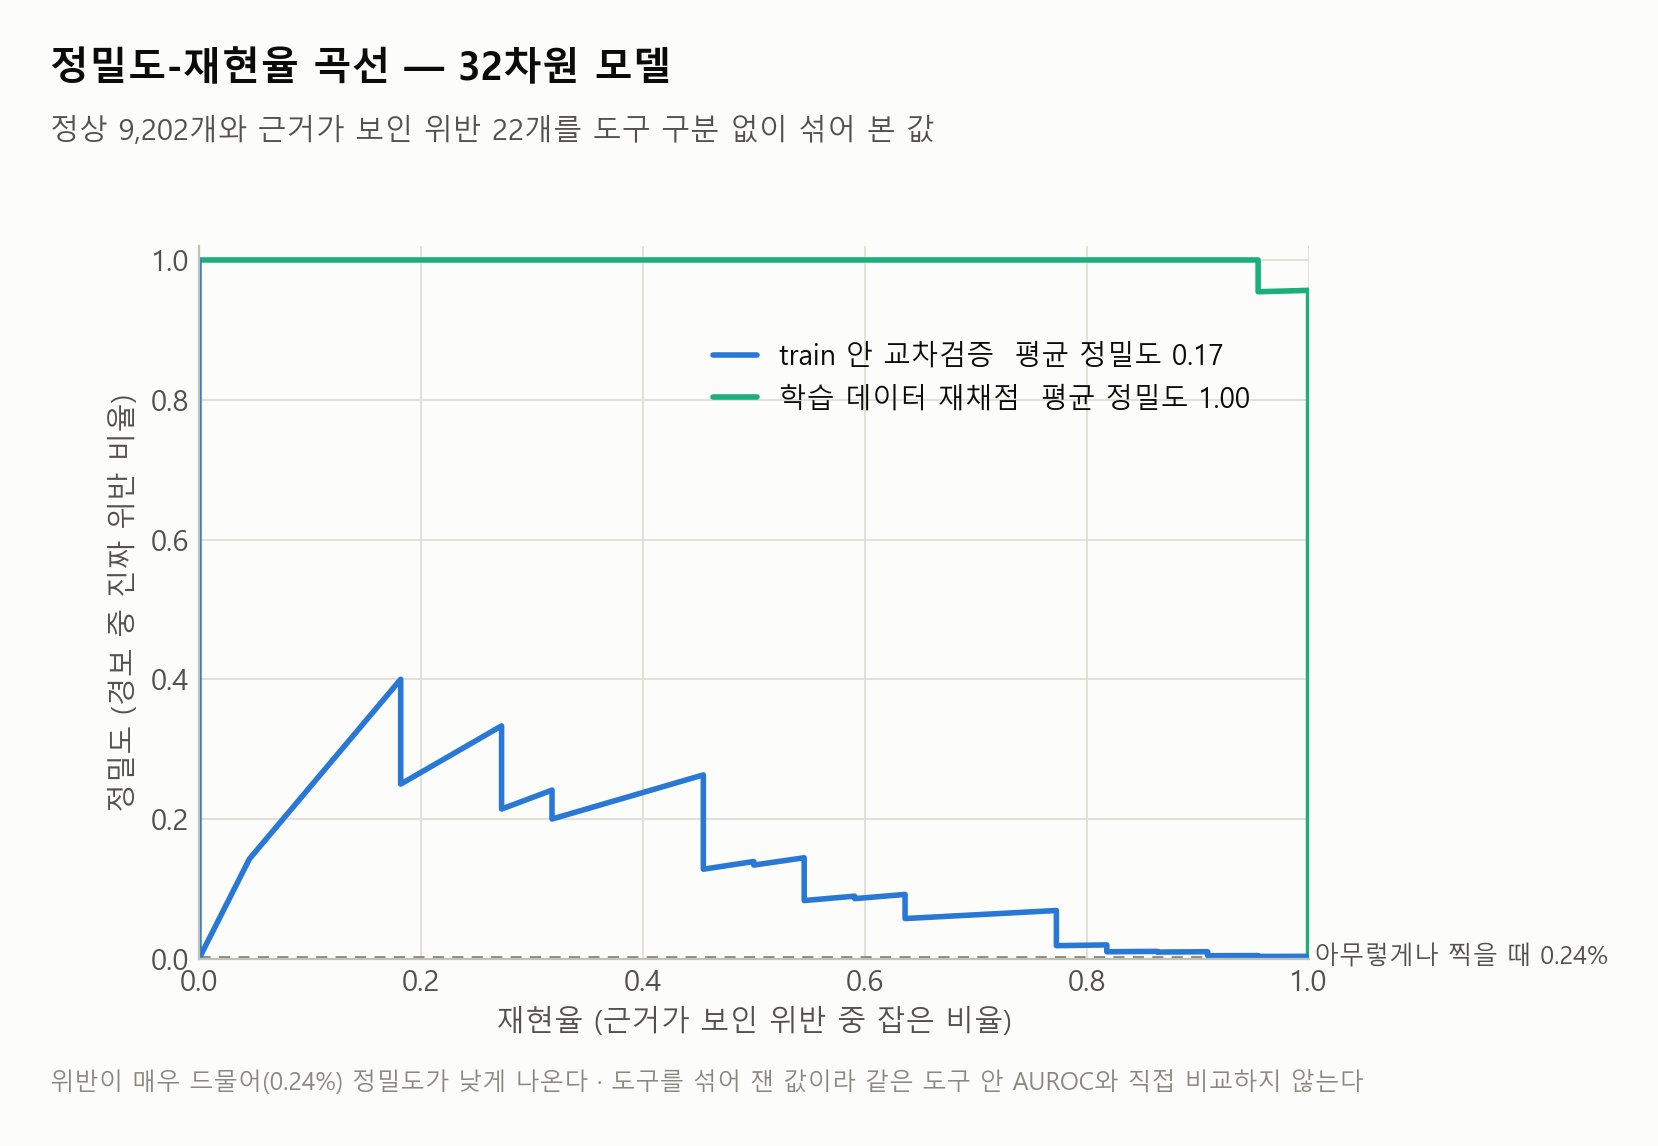 정밀도-재현율 곡선 — 32차원 모델
정상 9,202개와 근거가 보인 위반 22개를 도구 구분 없이 섞어 본 값
정밀도 (경보 중 진짜 위반 비율)
1.0
0.8
0.6
0.4
0.2
0.0
train 안 교차검증 평균 정밀도 0.17
학습 데이터 재채점 평균 정밀도 1.00
아무렇게나 찍을 때 0.24%
0.0 0.2 0.4 0.6 0.8 1.0
재현율 (근거가 보인 위반 중 잡은 비율)
위반이 매우 드물어(0.24%) 정밀도가 낮게 나온다 · 도구를 섞어 잰 값이라 같은 도구 안 AUROC와 직접 비교하지 않는다